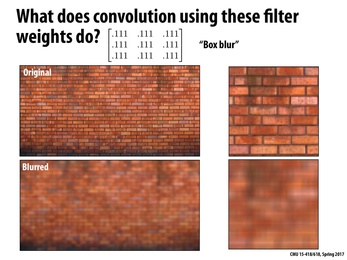 What does convolution using these filter
weights do?
.111 .111 .111
.111 .111 .111
.111 .111 .111
“Box blur”
Original
Blurred
CMU 15-418/618, Spring 2017